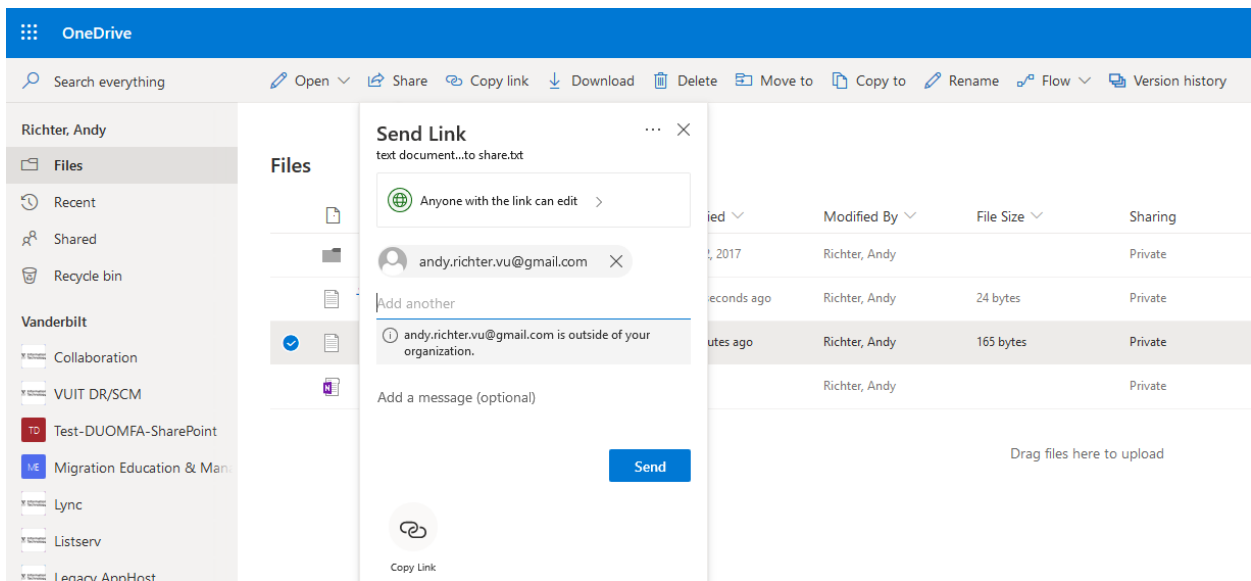 OneDrive
Search everything
Open
Share
Copy link
Download
Delete
Move to
Copy to
Rename
Flow
Version history
Richter, Andy
Files
Recent
Shared
Recycle bin
Vanderbilt
Collaboration
VUIT DR/SCM
TD Test-DUOMFA-SharePoint
ME Migration Education & Man
Lync
Listserv
Legacy AppHost
Files
Send Link
text document...to share.txt
Anyone with the link can edit
andy.richter.vu@gmail.com
Add another
andy.richter.vu@gmail.com is outside of your
organization.
Add a message (optional)
Send
Copy Link
ied Modified By File Size Sharing
, 2017 Richter, Andy Private
seconds ago Richter, Andy 24 bytes Private
utes ago Richter, Andy 165 bytes Private
Richter, Andy Private
Drag files here to upload